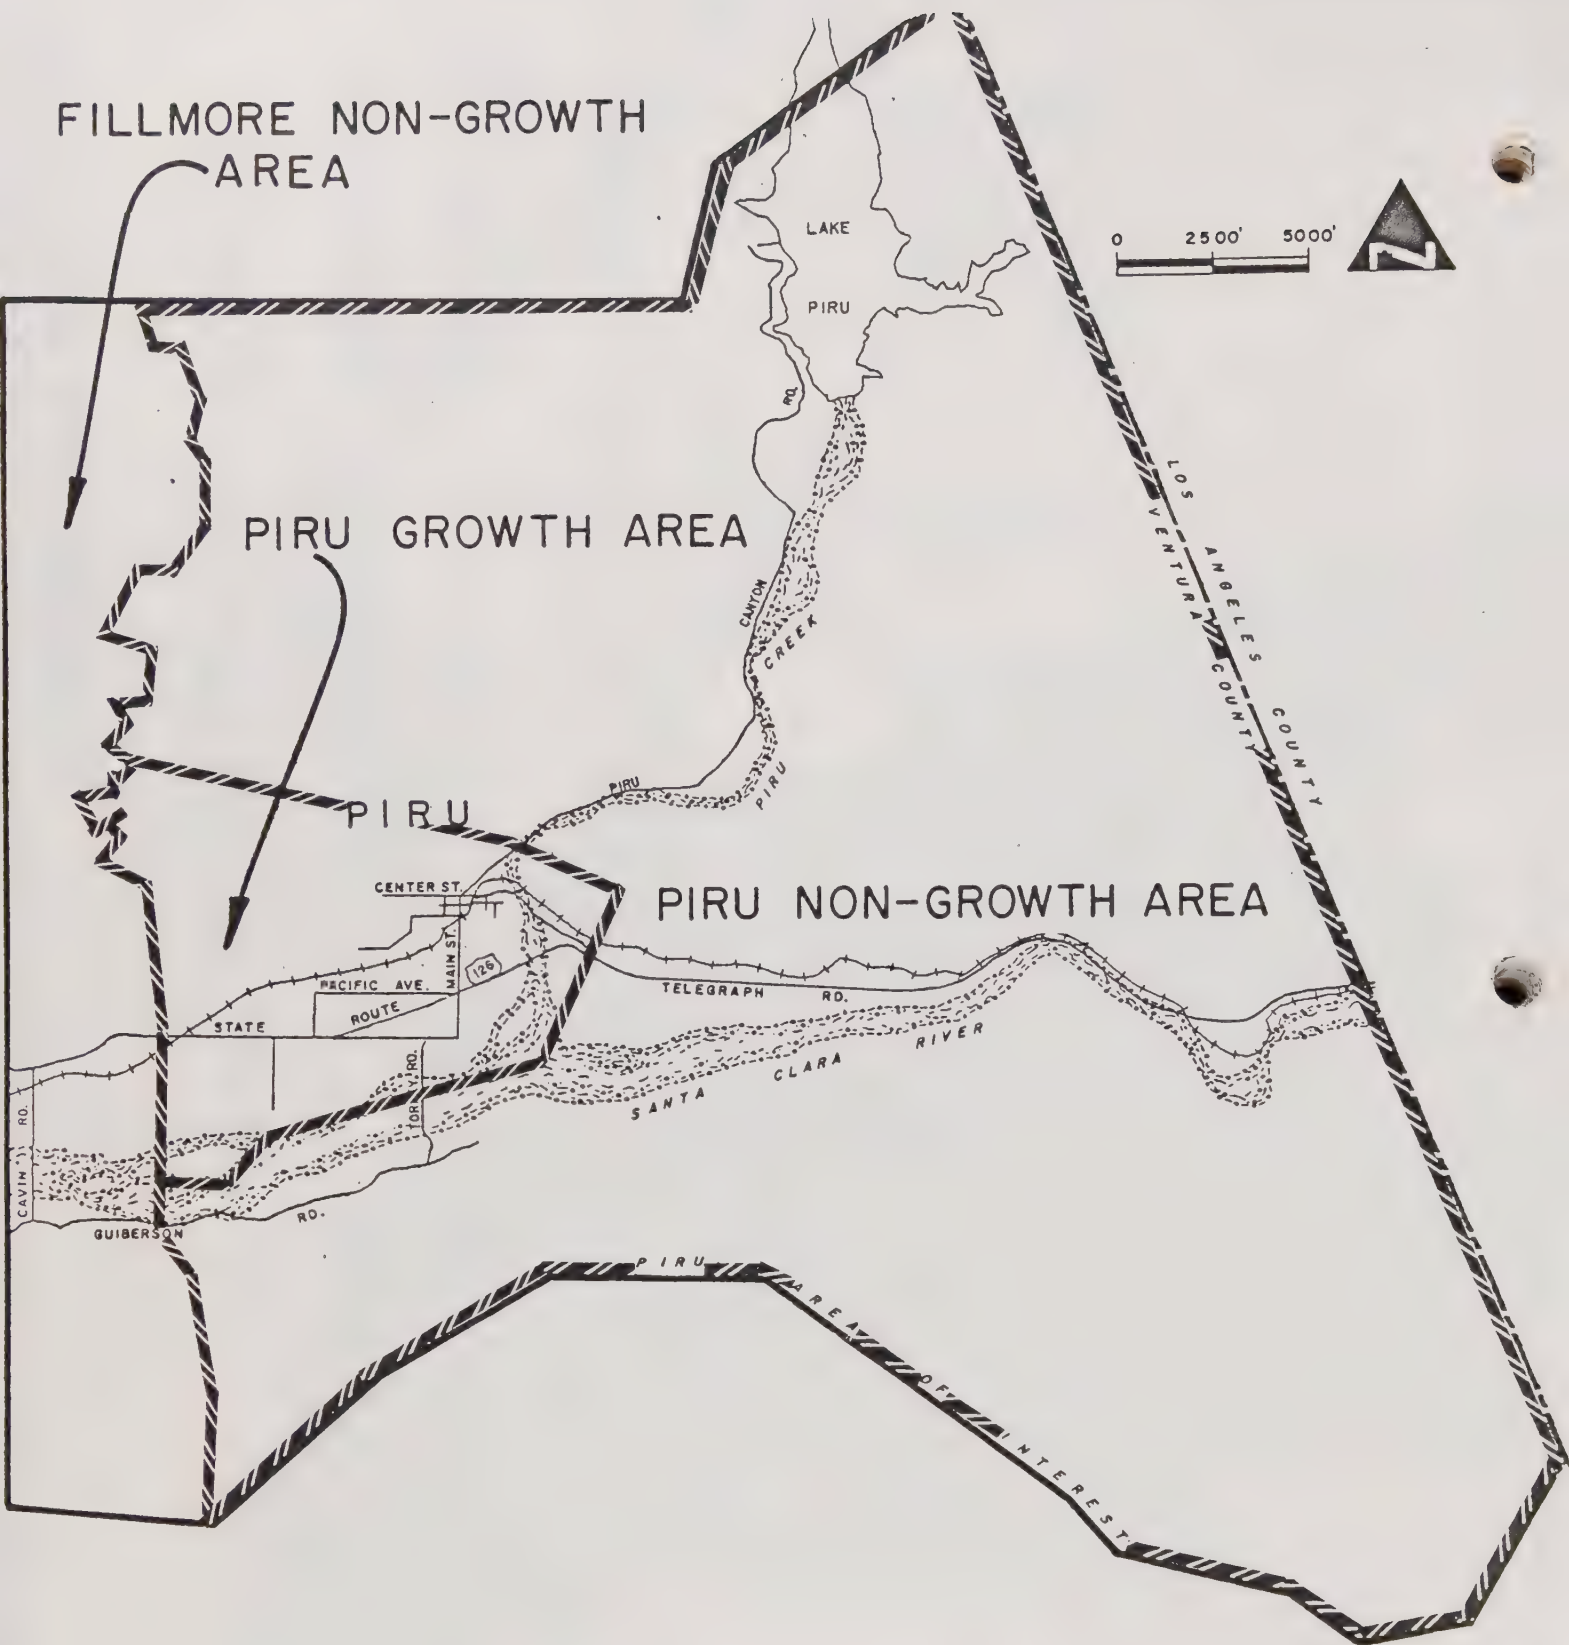 FILLMORE NON-GROWTH
AREA
LAKE
PIRU
0 2500' 5000'
N
RD.
LOS ANGELES COUNTY
VENTURA COUNTY
PIRU GROWTH AREA
CANYON
PIRU
PIRU CREEK
PIRU
CENTER ST.
PIRU NON-GROWTH AREA
MAIN ST.
126
PACIFIC AVE.
TELEGRAPH RD.
ROUTE
STATE
SANTA CLARA RIVER
RD.
CAVIN RD.
GUIBERSON RD.
PIRU AREA OF INTEREST